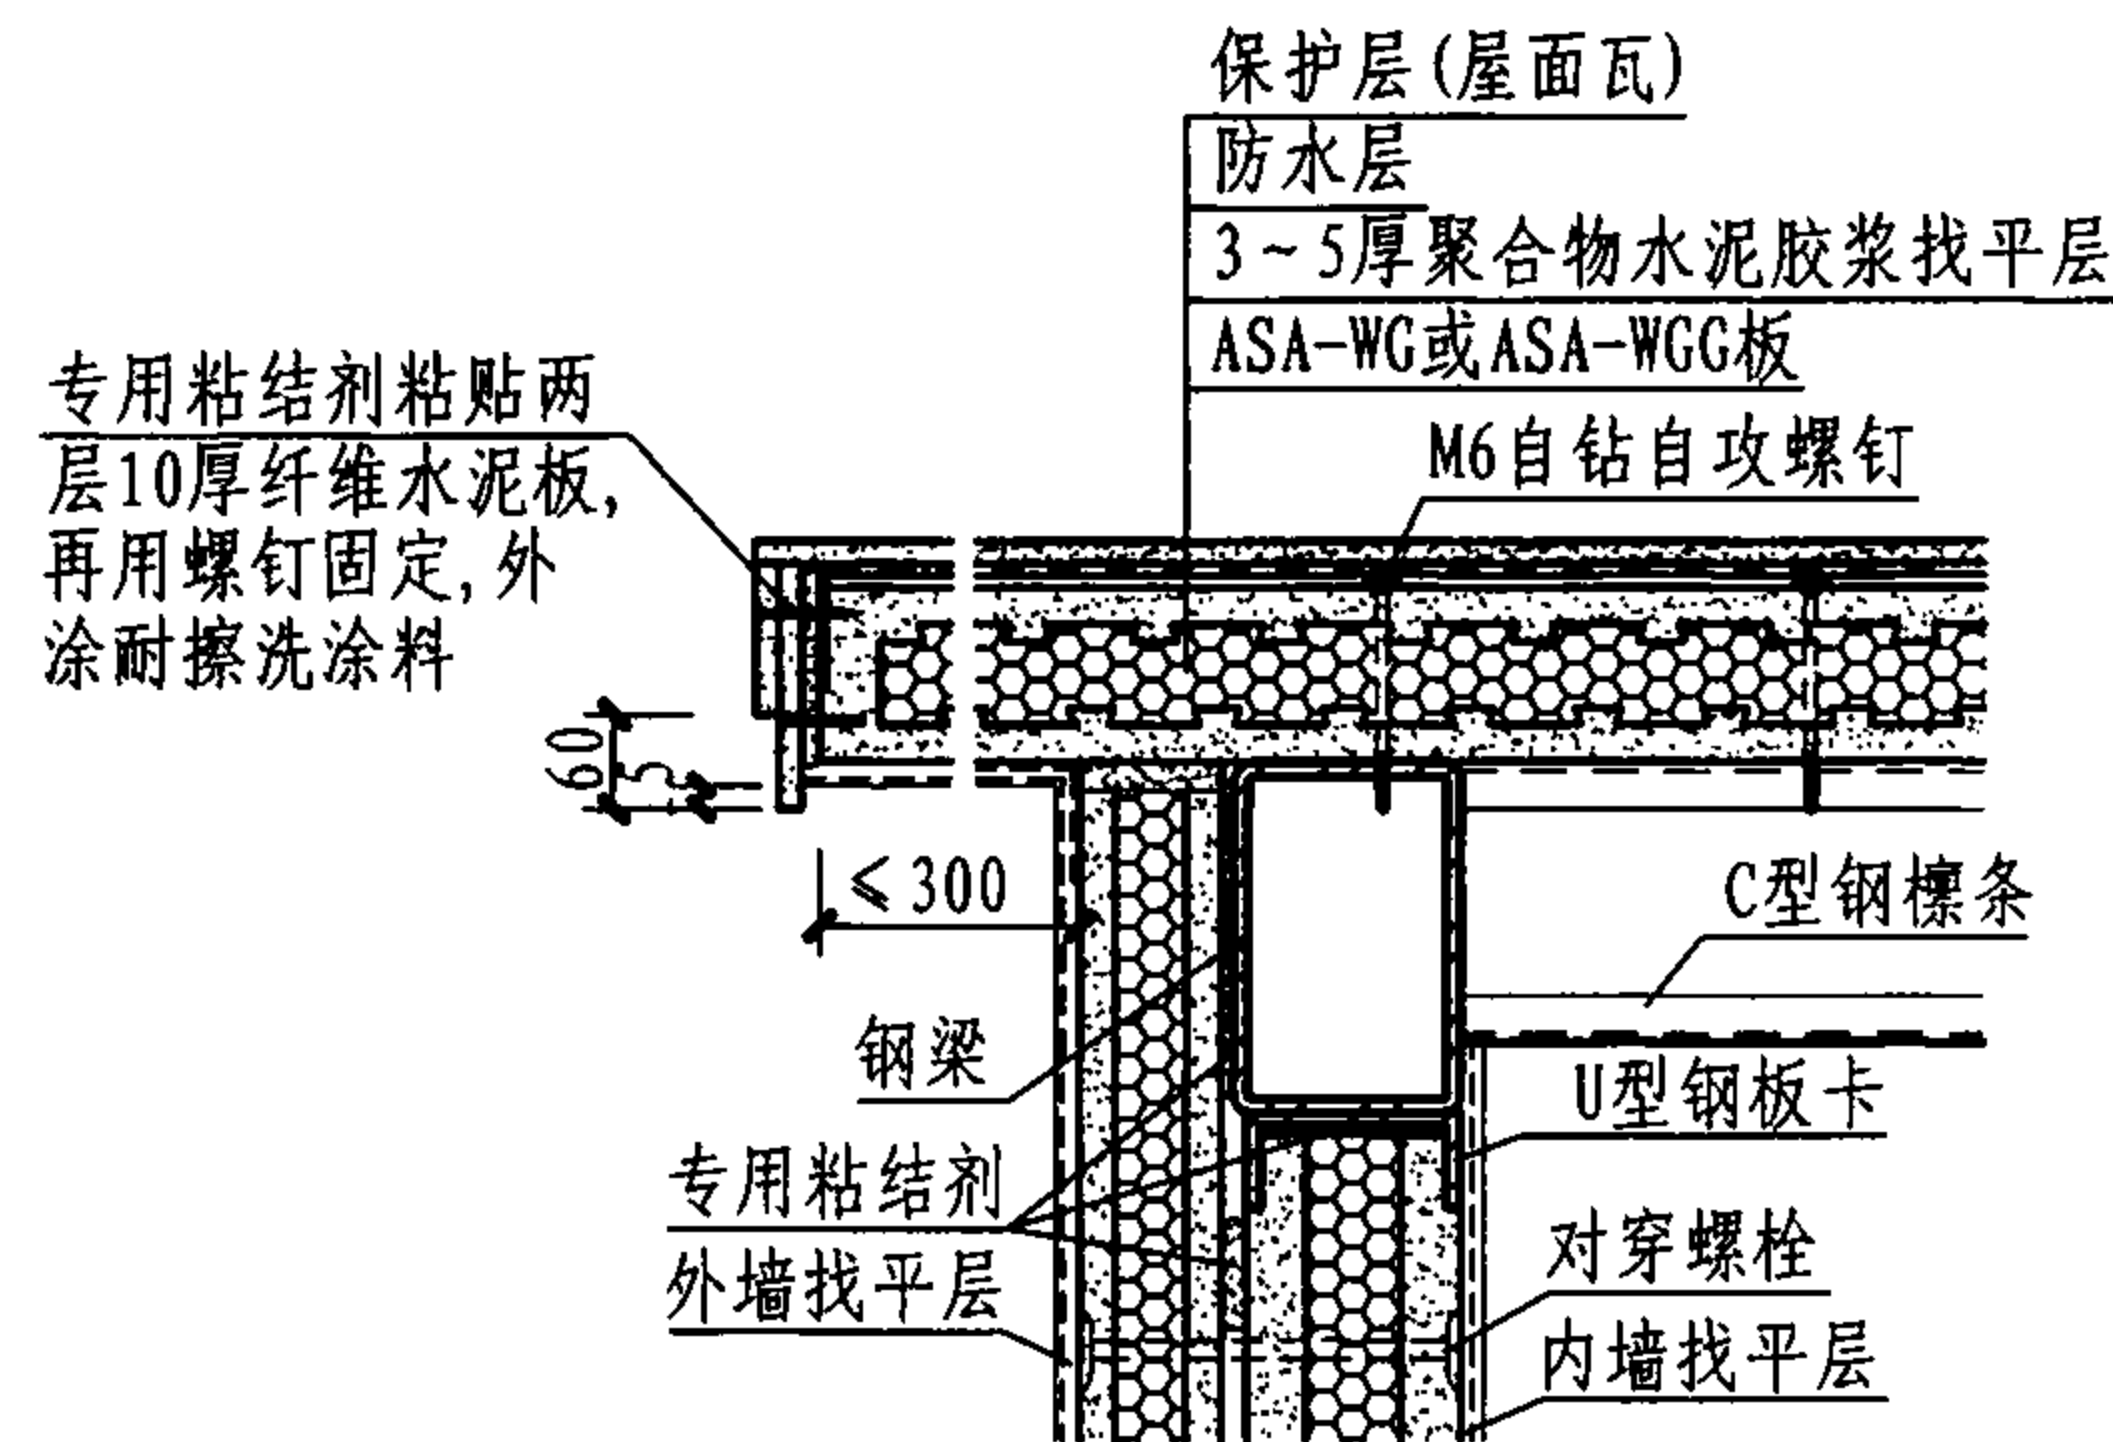 保护层(屋面瓦)
防水层
3~5厚聚合物水泥胶浆找平层
ASA-WG或ASA-WGG板
专用粘结剂粘贴两
层10厚纤维水泥板,
再用螺钉固定,外
涂耐擦洗涂料
M6自钻自攻螺钉
60
5
≤300
C型钢檩条
钢梁
U型钢板卡
专用粘结剂
外墙找平层
对穿螺栓
内墙找平层